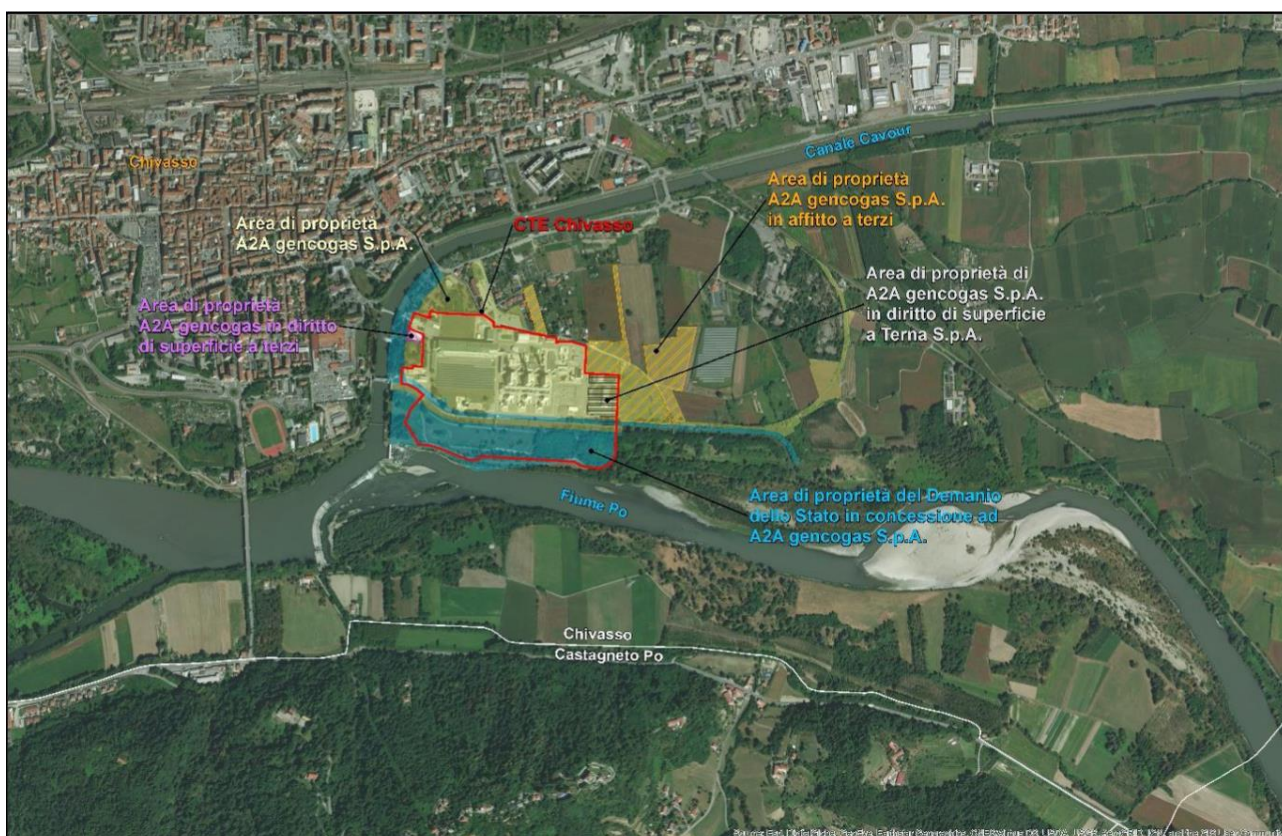 Canale Cavour
Chivasso
Area di proprietà
A2A gencogas S.p.A.
in affitto a terzi
Area di proprietà
A2A gencogas S.p.A.
CTE Chivasso
Area di proprietà di
A2A gencogas S.p.A.
in diritto di superficie
a Terna S.p.A.
Area di proprietà
A2A gencogas in diritto
di superficie a terzi
Fiume Po
Area di proprietà del Demanio
dello Stato in concessione ad
A2A gencogas S.p.A.
Chivasso
Castagneto Po